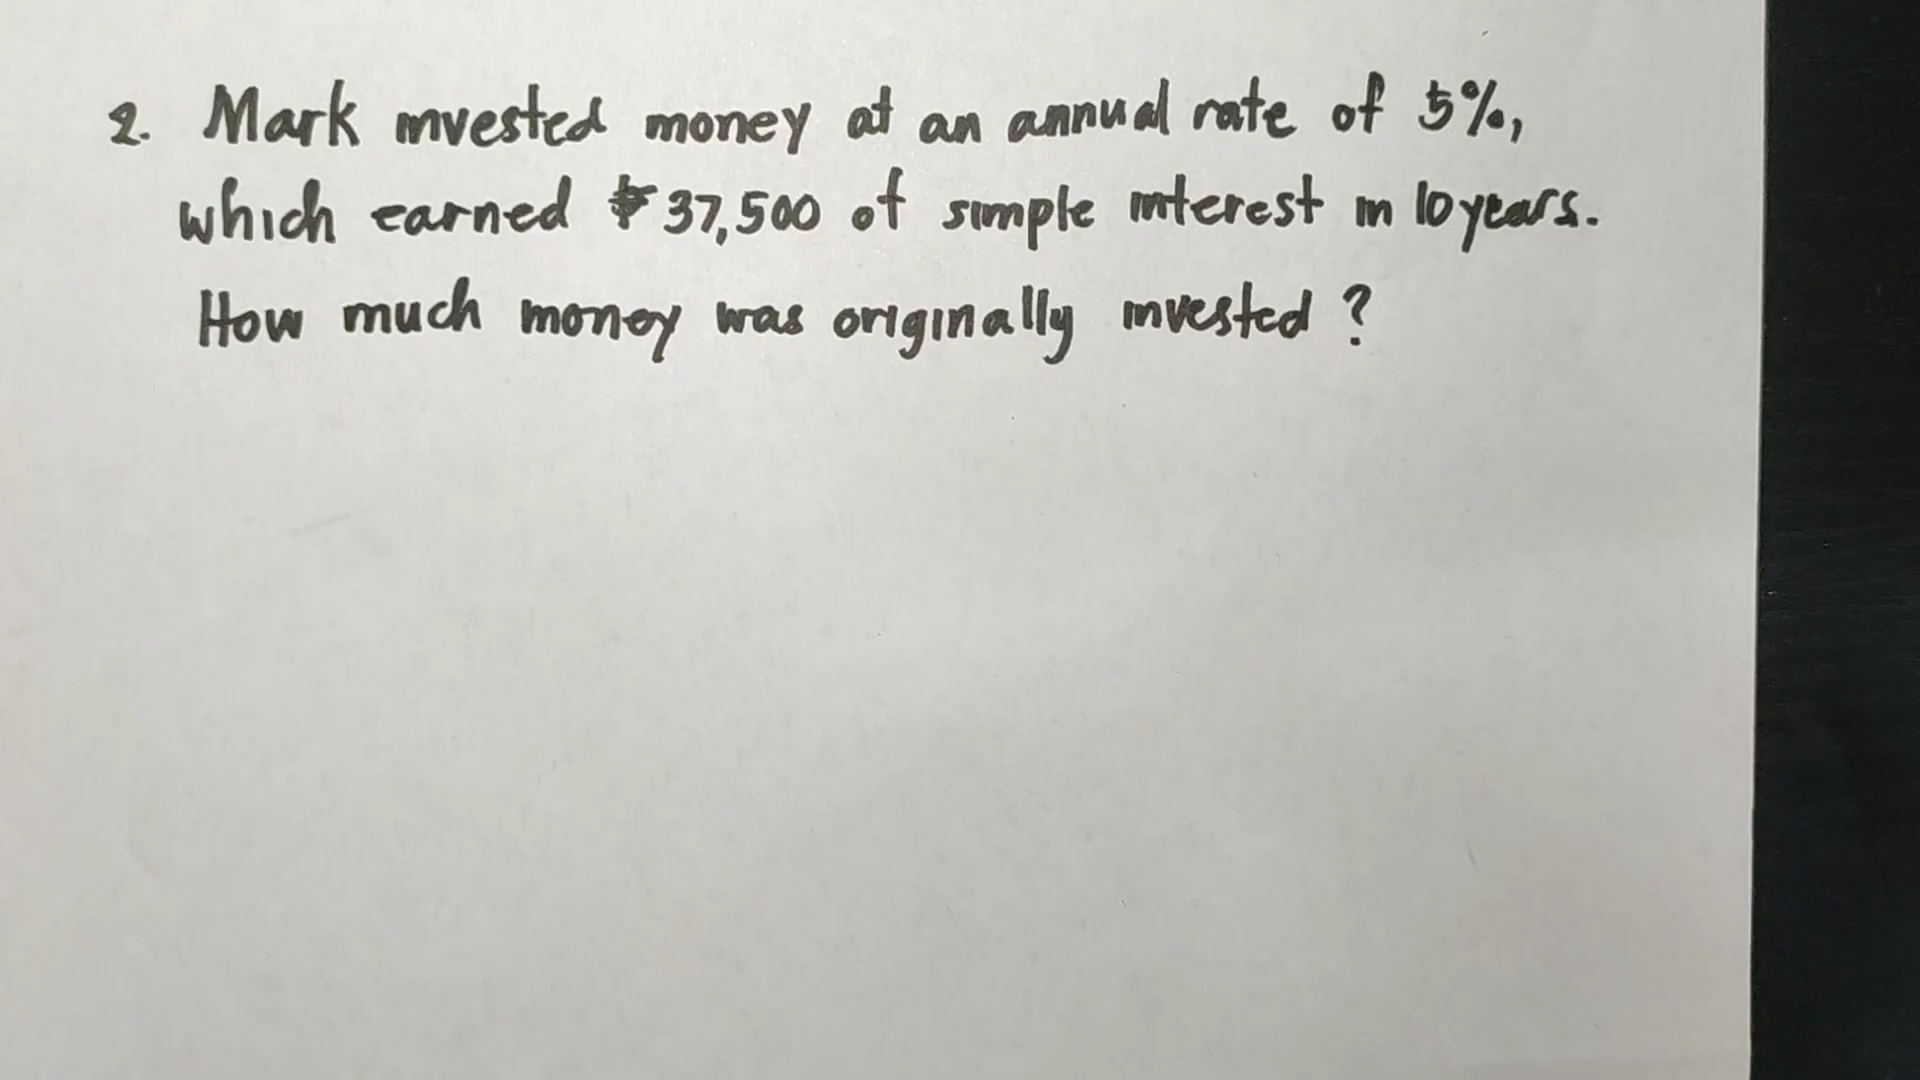 2. Mark invested money at an annual rate of 5%,
which earned ₱37,500 of simple interest in 10 years.
How much money was originally invested?